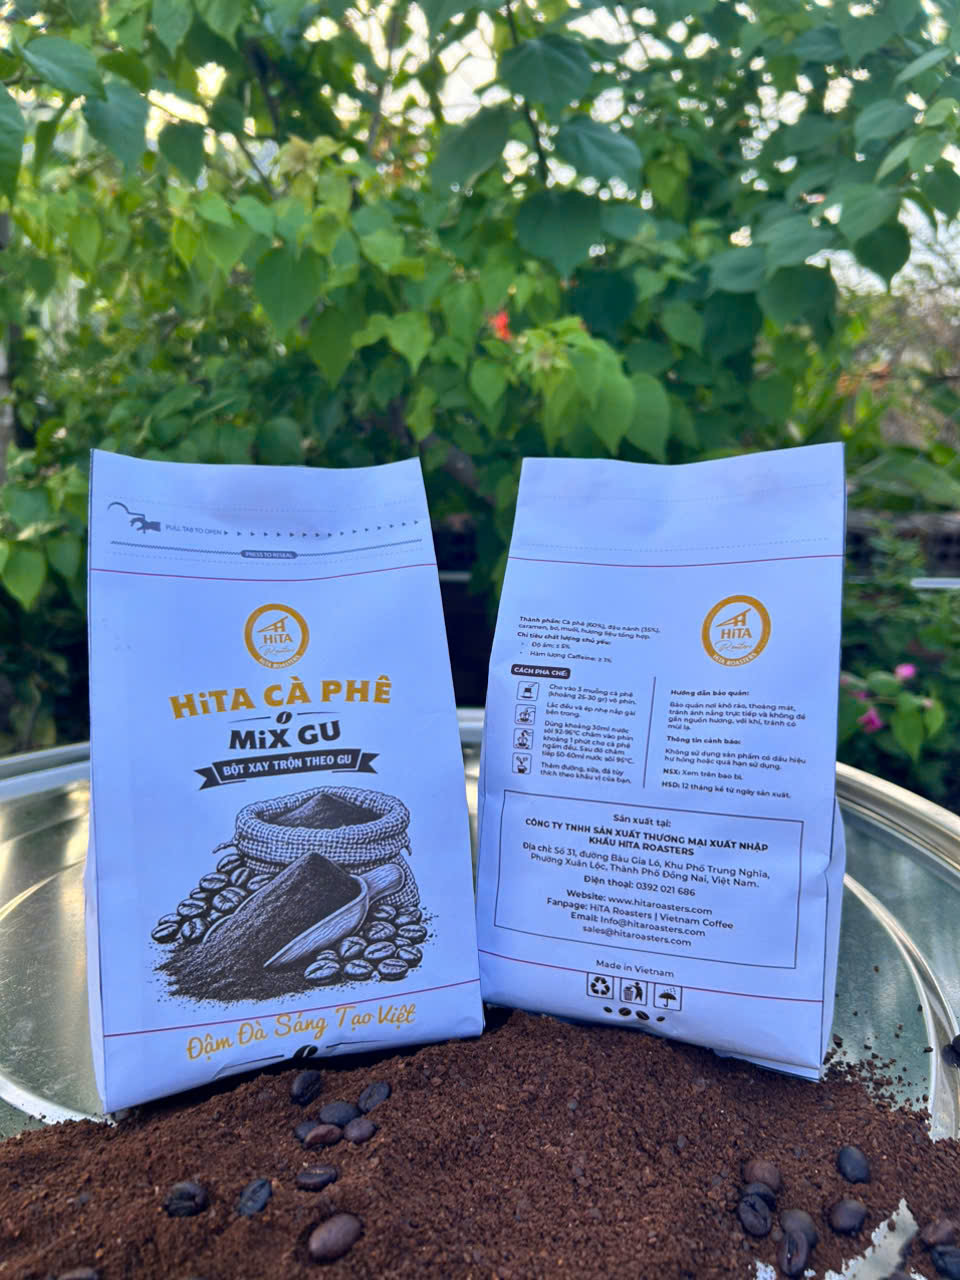 PULL TAB TO OPEN
PRESS TO RESEAL
HiTA
Roasters
HiTA ROASTERS
HiTA CÀ PHÊ
MiX GU
BỘT XAY TRỘN THEO GU
Đậm Đà Sáng Tạo Việt
HiTA
Roasters
HiTA ROASTERS
Thành phần: Cà phê (60%), đậu nành (35%),
caramen, bơ, muối, hương liệu tổng hợp.
Chỉ tiêu chất lượng chủ yếu:
• Độ ẩm: ≤ 5%
• Hàm lượng Caffeine: ≥ 1%
CÁCH PHA CHẾ:
Cho vào 3 muỗng cà phê
(khoảng 25-30 gr) vô phin.
Lắc đều và ép nhẹ nắp gài
bên trong.
Dùng khoảng 30ml nước
sôi 92-96°C châm vào phin
khoảng 1 phút cho cà phê
ngấm đều. Sau đó châm
tiếp 50-60ml nước sôi 95°C.
Thêm đường, sữa, đá tùy
thích theo khẩu vị của bạn.
Hướng dẫn bảo quản:
Bảo quản nơi khô ráo, thoáng mát,
tránh ánh nắng trực tiếp và không để
gần nguồn hương, với khí, tránh có
mùi lạ.
Thông tin cảnh báo:
Không sử dụng sản phẩm có dấu hiệu
hư hỏng hoặc quá hạn sử dụng.
NSX: Xem trên bao bì.
HSD: 12 tháng kể từ ngày sản xuất.
Sản xuất tại:
CÔNG TY TNHH SẢN XUẤT THƯƠNG MẠI XUẤT NHẬP
KHẨU HiTA ROASTERS
Địa chỉ: Số 31, đường Bàu Gia Ló, Khu Phố Trung Nghĩa,
Phường Xuân Lộc, Thành Phố Đồng Nai, Việt Nam.
Điện thoại: 0392 021 686
Website: www.hitaroasters.com
Fanpage: HiTA Roasters | Vietnam Coffee
Email: Info@hitaroasters.com
sales@hitaroasters.com
Made in Vietnam